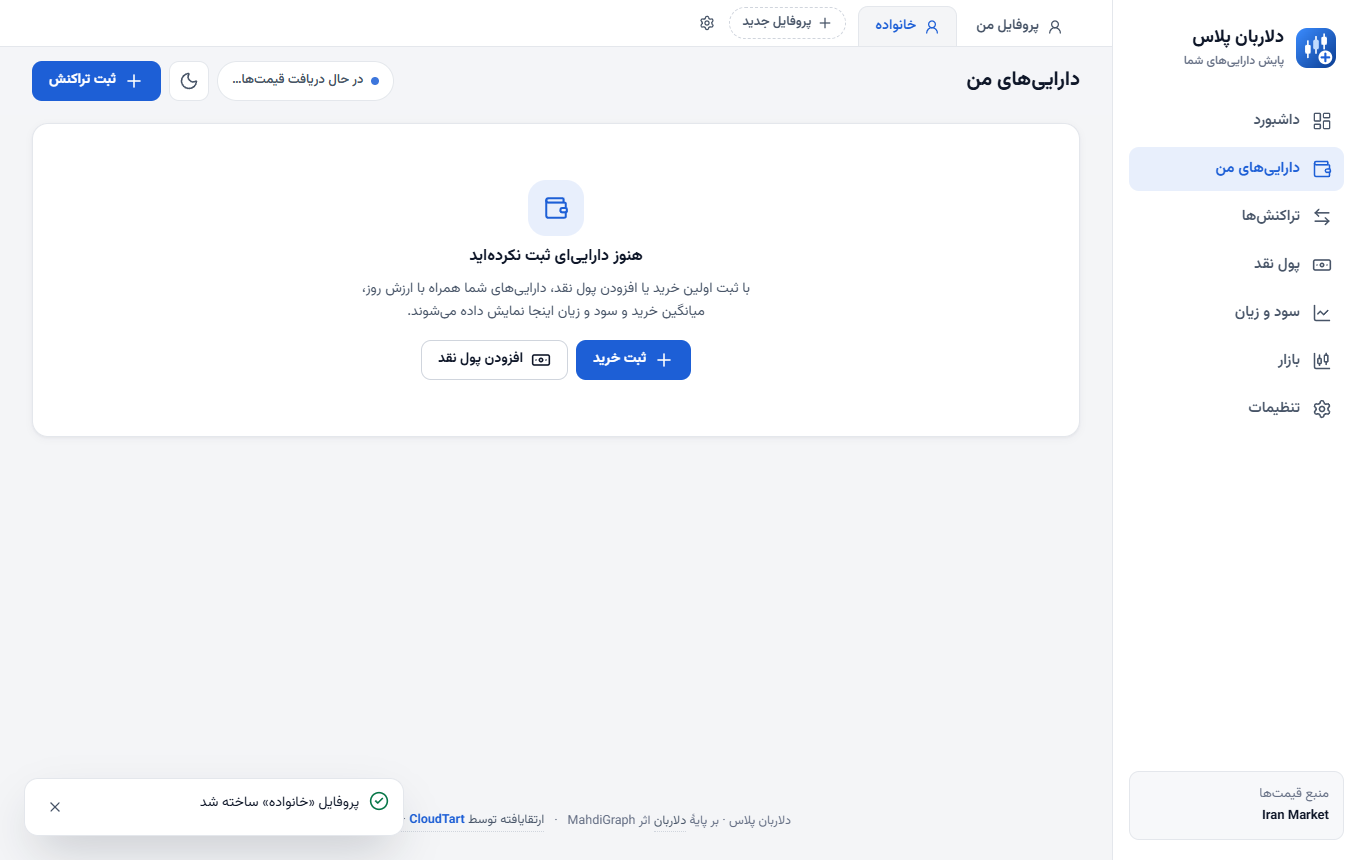 دلاربان پلاس
پایش دارایی‌های شما
داشبورد
دارایی‌های من
تراکنش‌ها
پول نقد
سود و زیان
بازار
تنظیمات
منبع قیمت‌ها
Iran Market
پروفایل من
خانواده
پروفایل جدید
دارایی‌های من
در حال دریافت قیمت‌ها...
ثبت تراکنش
هنوز دارایی‌ای ثبت نکرده‌اید
با ثبت اولین خرید یا افزودن پول نقد، دارایی‌های شما همراه با ارزش روز،
میانگین خرید و سود و زیان اینجا نمایش داده می‌شوند.
ثبت خرید
افزودن پول نقد
دلاربان پلاس · بر پایهٔ دلاربان اثر MahdiGraph · ارتقایافته توسط CloudTart ·
پروفایل «خانواده» ساخته شد